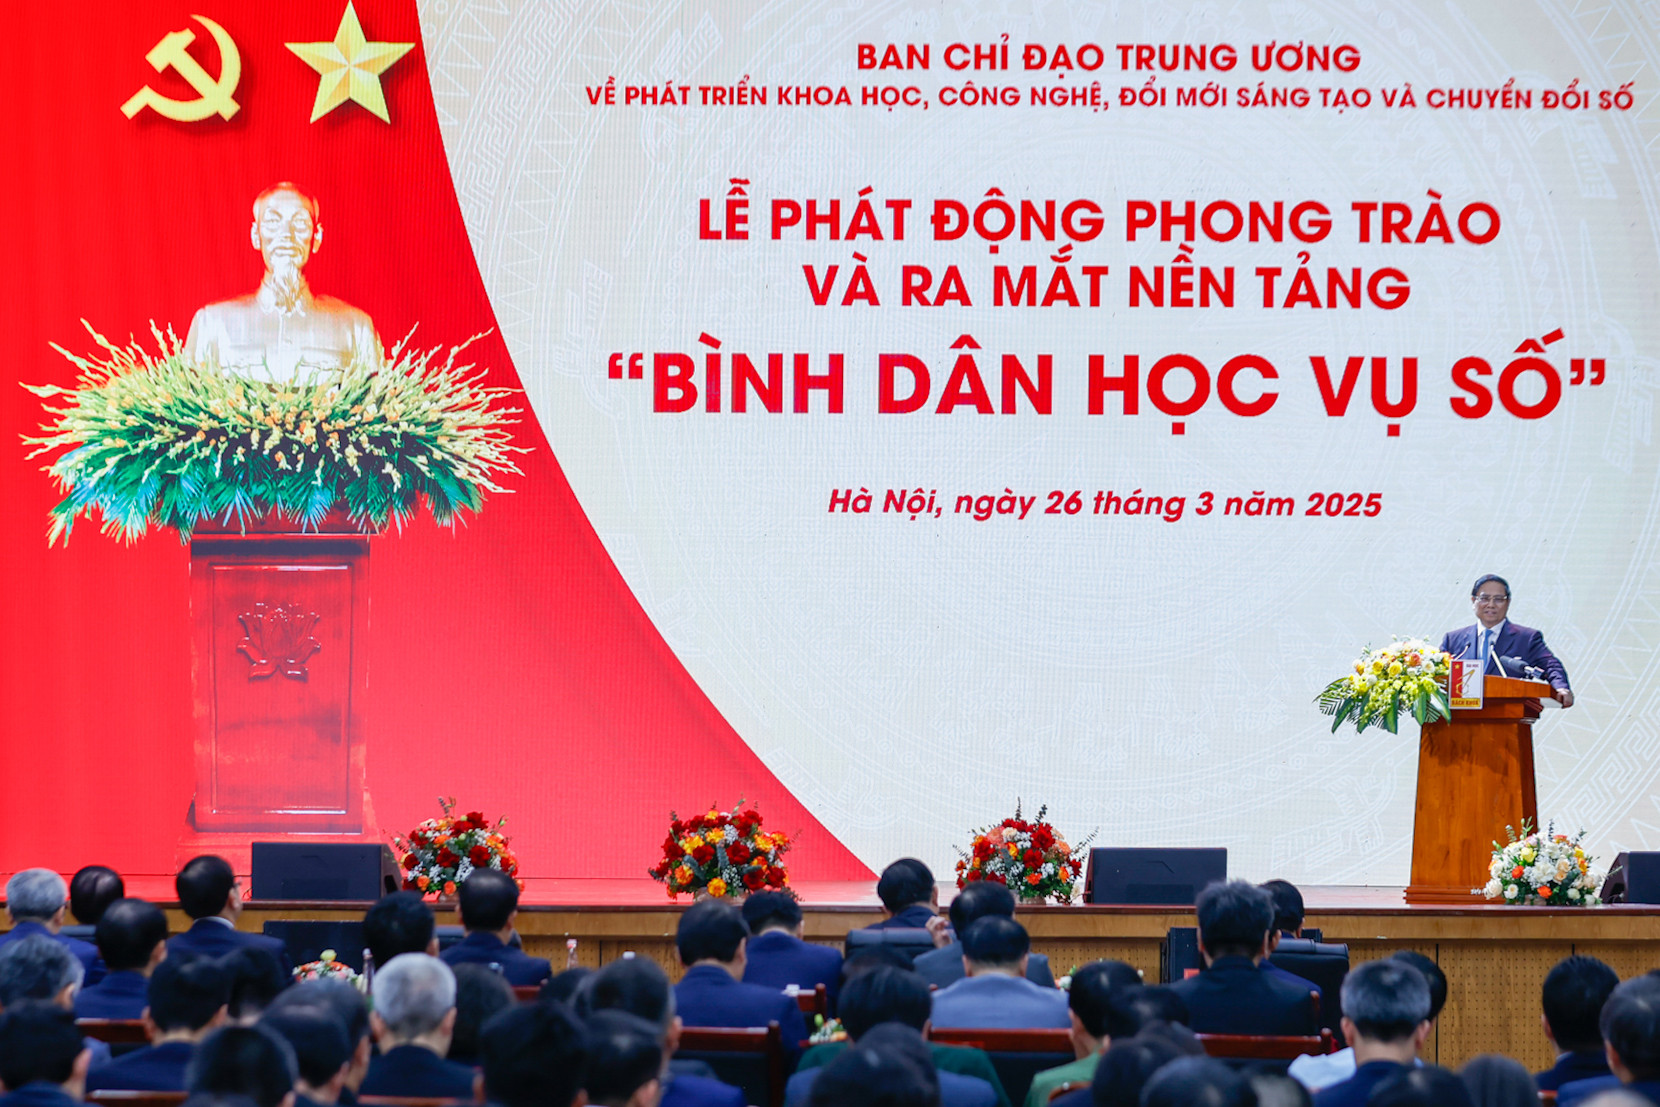 BAN CHỈ ĐẠO TRUNG ƯƠNG
VỀ PHÁT TRIỂN KHOA HỌC, CÔNG NGHỆ, ĐỔI MỚI SÁNG TẠO VÀ CHUYỂN ĐỔI SỐ
LỄ PHÁT ĐỘNG PHONG TRÀO
VÀ RA MẮT NỀN TẢNG
“BÌNH DÂN HỌC VỤ SỐ”
Hà Nội, ngày 26 tháng 3 năm 2025
BÁCH KHOA